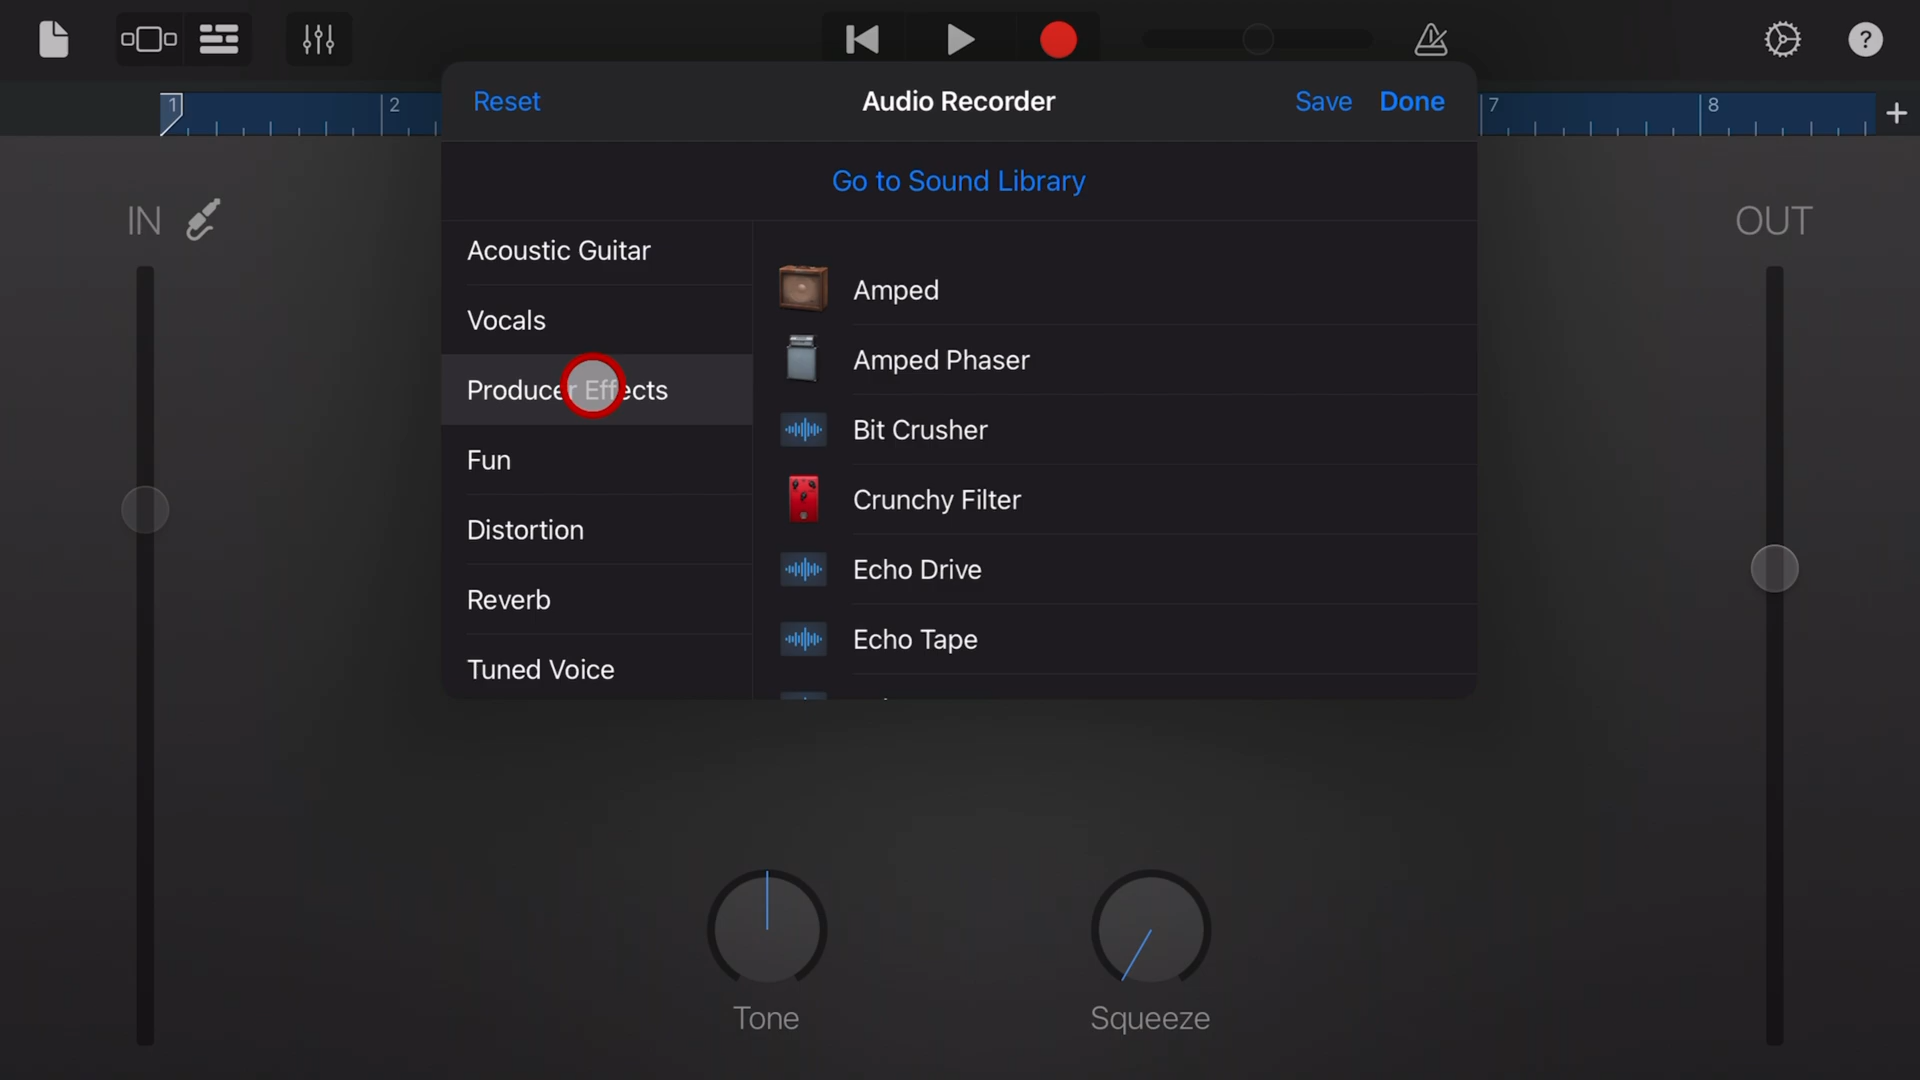 ?
1
2
7
8
+
Reset
Audio Recorder
Save
Done
Go to Sound Library
IN
OUT
Acoustic Guitar
Vocals
Producer Effects
Fun
Distortion
Reverb
Tuned Voice
Amped
Amped Phaser
Bit Crusher
Crunchy Filter
Echo Drive
Echo Tape
Tone
Squeeze